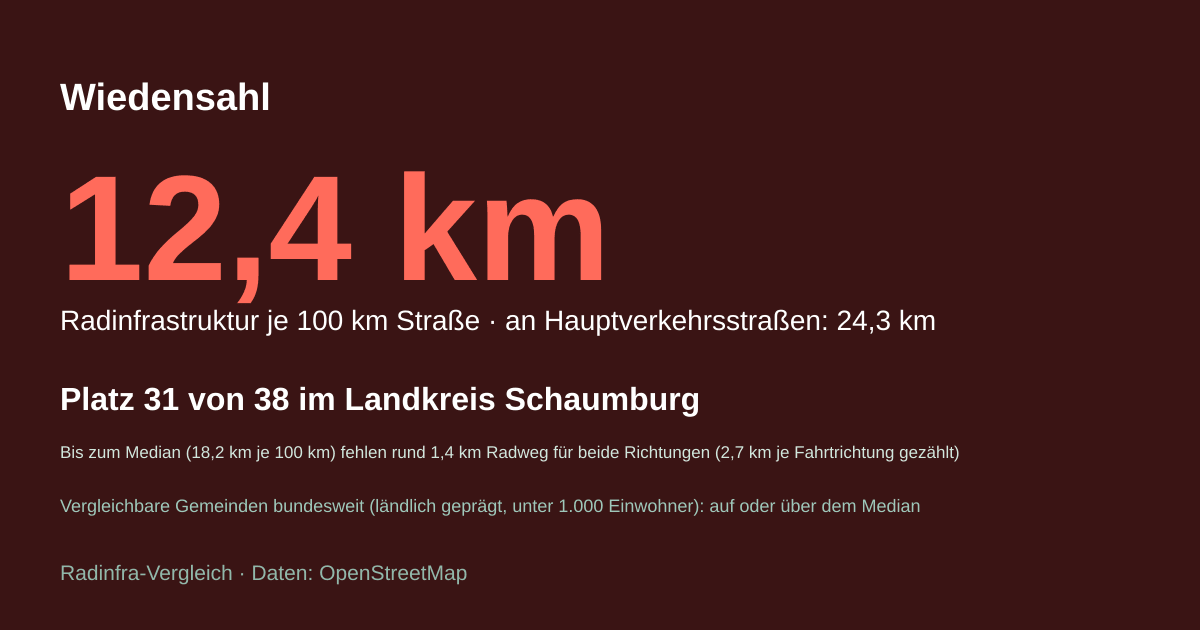 Wiedensahl
12,4 km
Radinfrastruktur je 100 km Straße · an Hauptverkehrsstraßen: 24,3 km
Platz 31 von 38 im Landkreis Schaumburg
Bis zum Median (18,2 km je 100 km) fehlen rund 1,4 km Radweg für beide Richtungen (2,7 km je Fahrtrichtung gezählt)
Vergleichbare Gemeinden bundesweit (ländlich geprägt, unter 1.000 Einwohner): auf oder über dem Median
Radinfra-Vergleich · Daten: OpenStreetMap